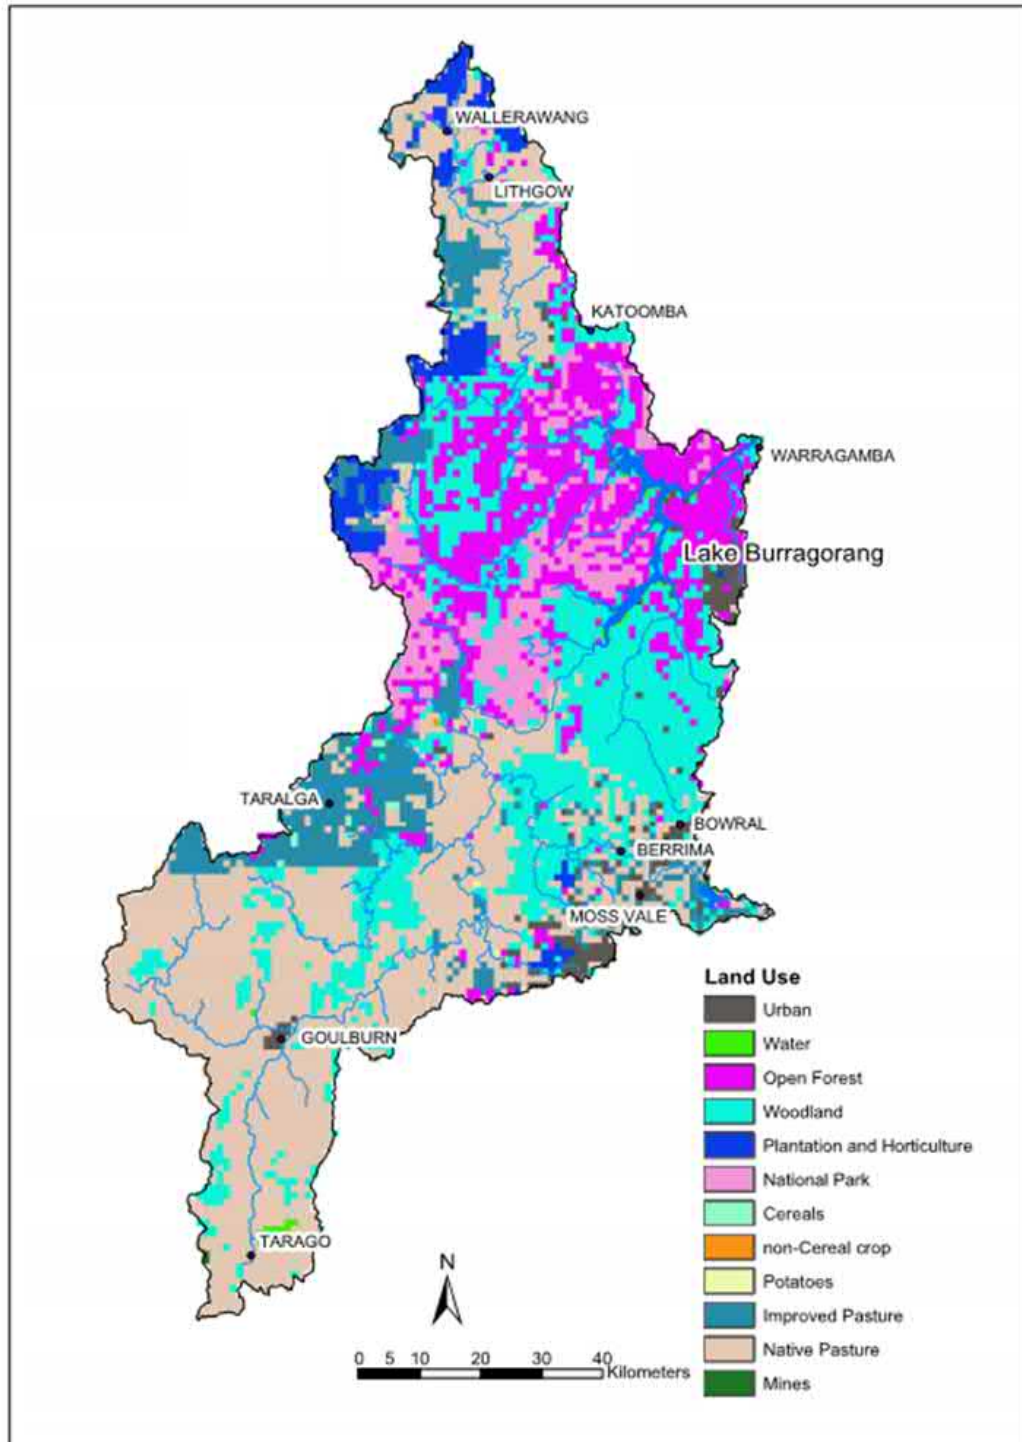 WALLERAWANG
LITHGOW
KATOOMBA
WARRAGAMBA
Lake Burragorang
TARALGA
BOWRAL
BERRIMA
MOSS VALE
GOULBURN
TARAGO
Land Use
Urban
Water
Open Forest
Woodland
Plantation and Horticulture
National Park
Cereals
non-Cereal crop
Potatoes
Improved Pasture
Native Pasture
Mines
N
0 5 10 20 30 40
Kilometers